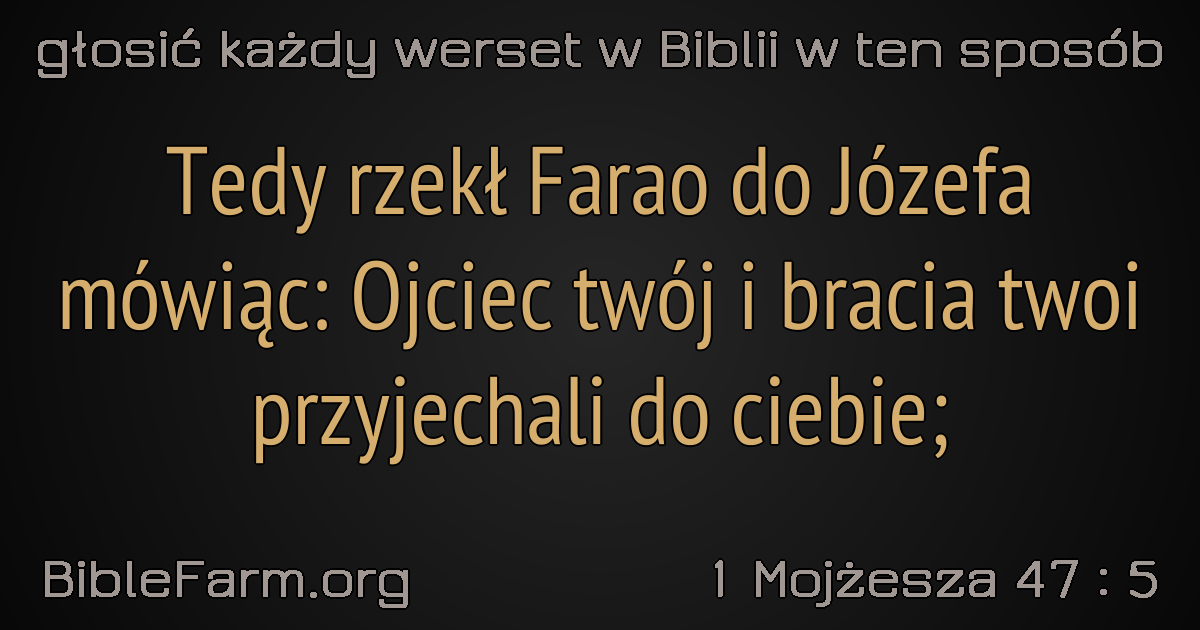 głosić każdy werset w Biblii w ten sposób
Tedy rzekł Farao do Józefa
mówiąc: Ojciec twój i bracia twoi
przyjechali do ciebie;
BibleFarm.org
1 Mojżesza 47 : 5